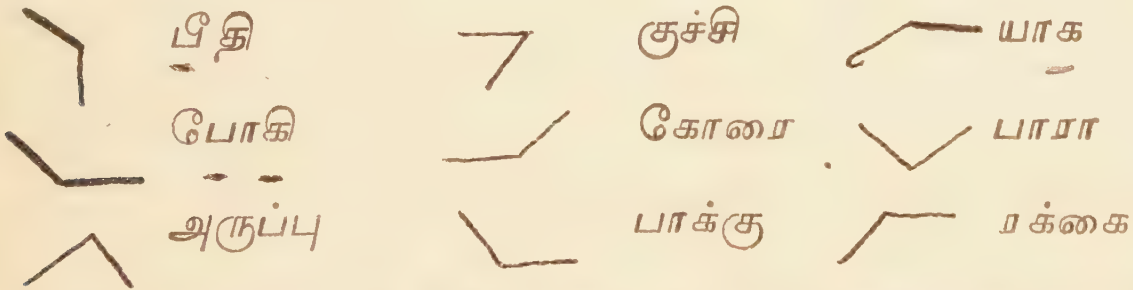 பீதி குச்சி யாக
போகி கோரை பாரா
அருப்பு பாக்கு ரக்கை